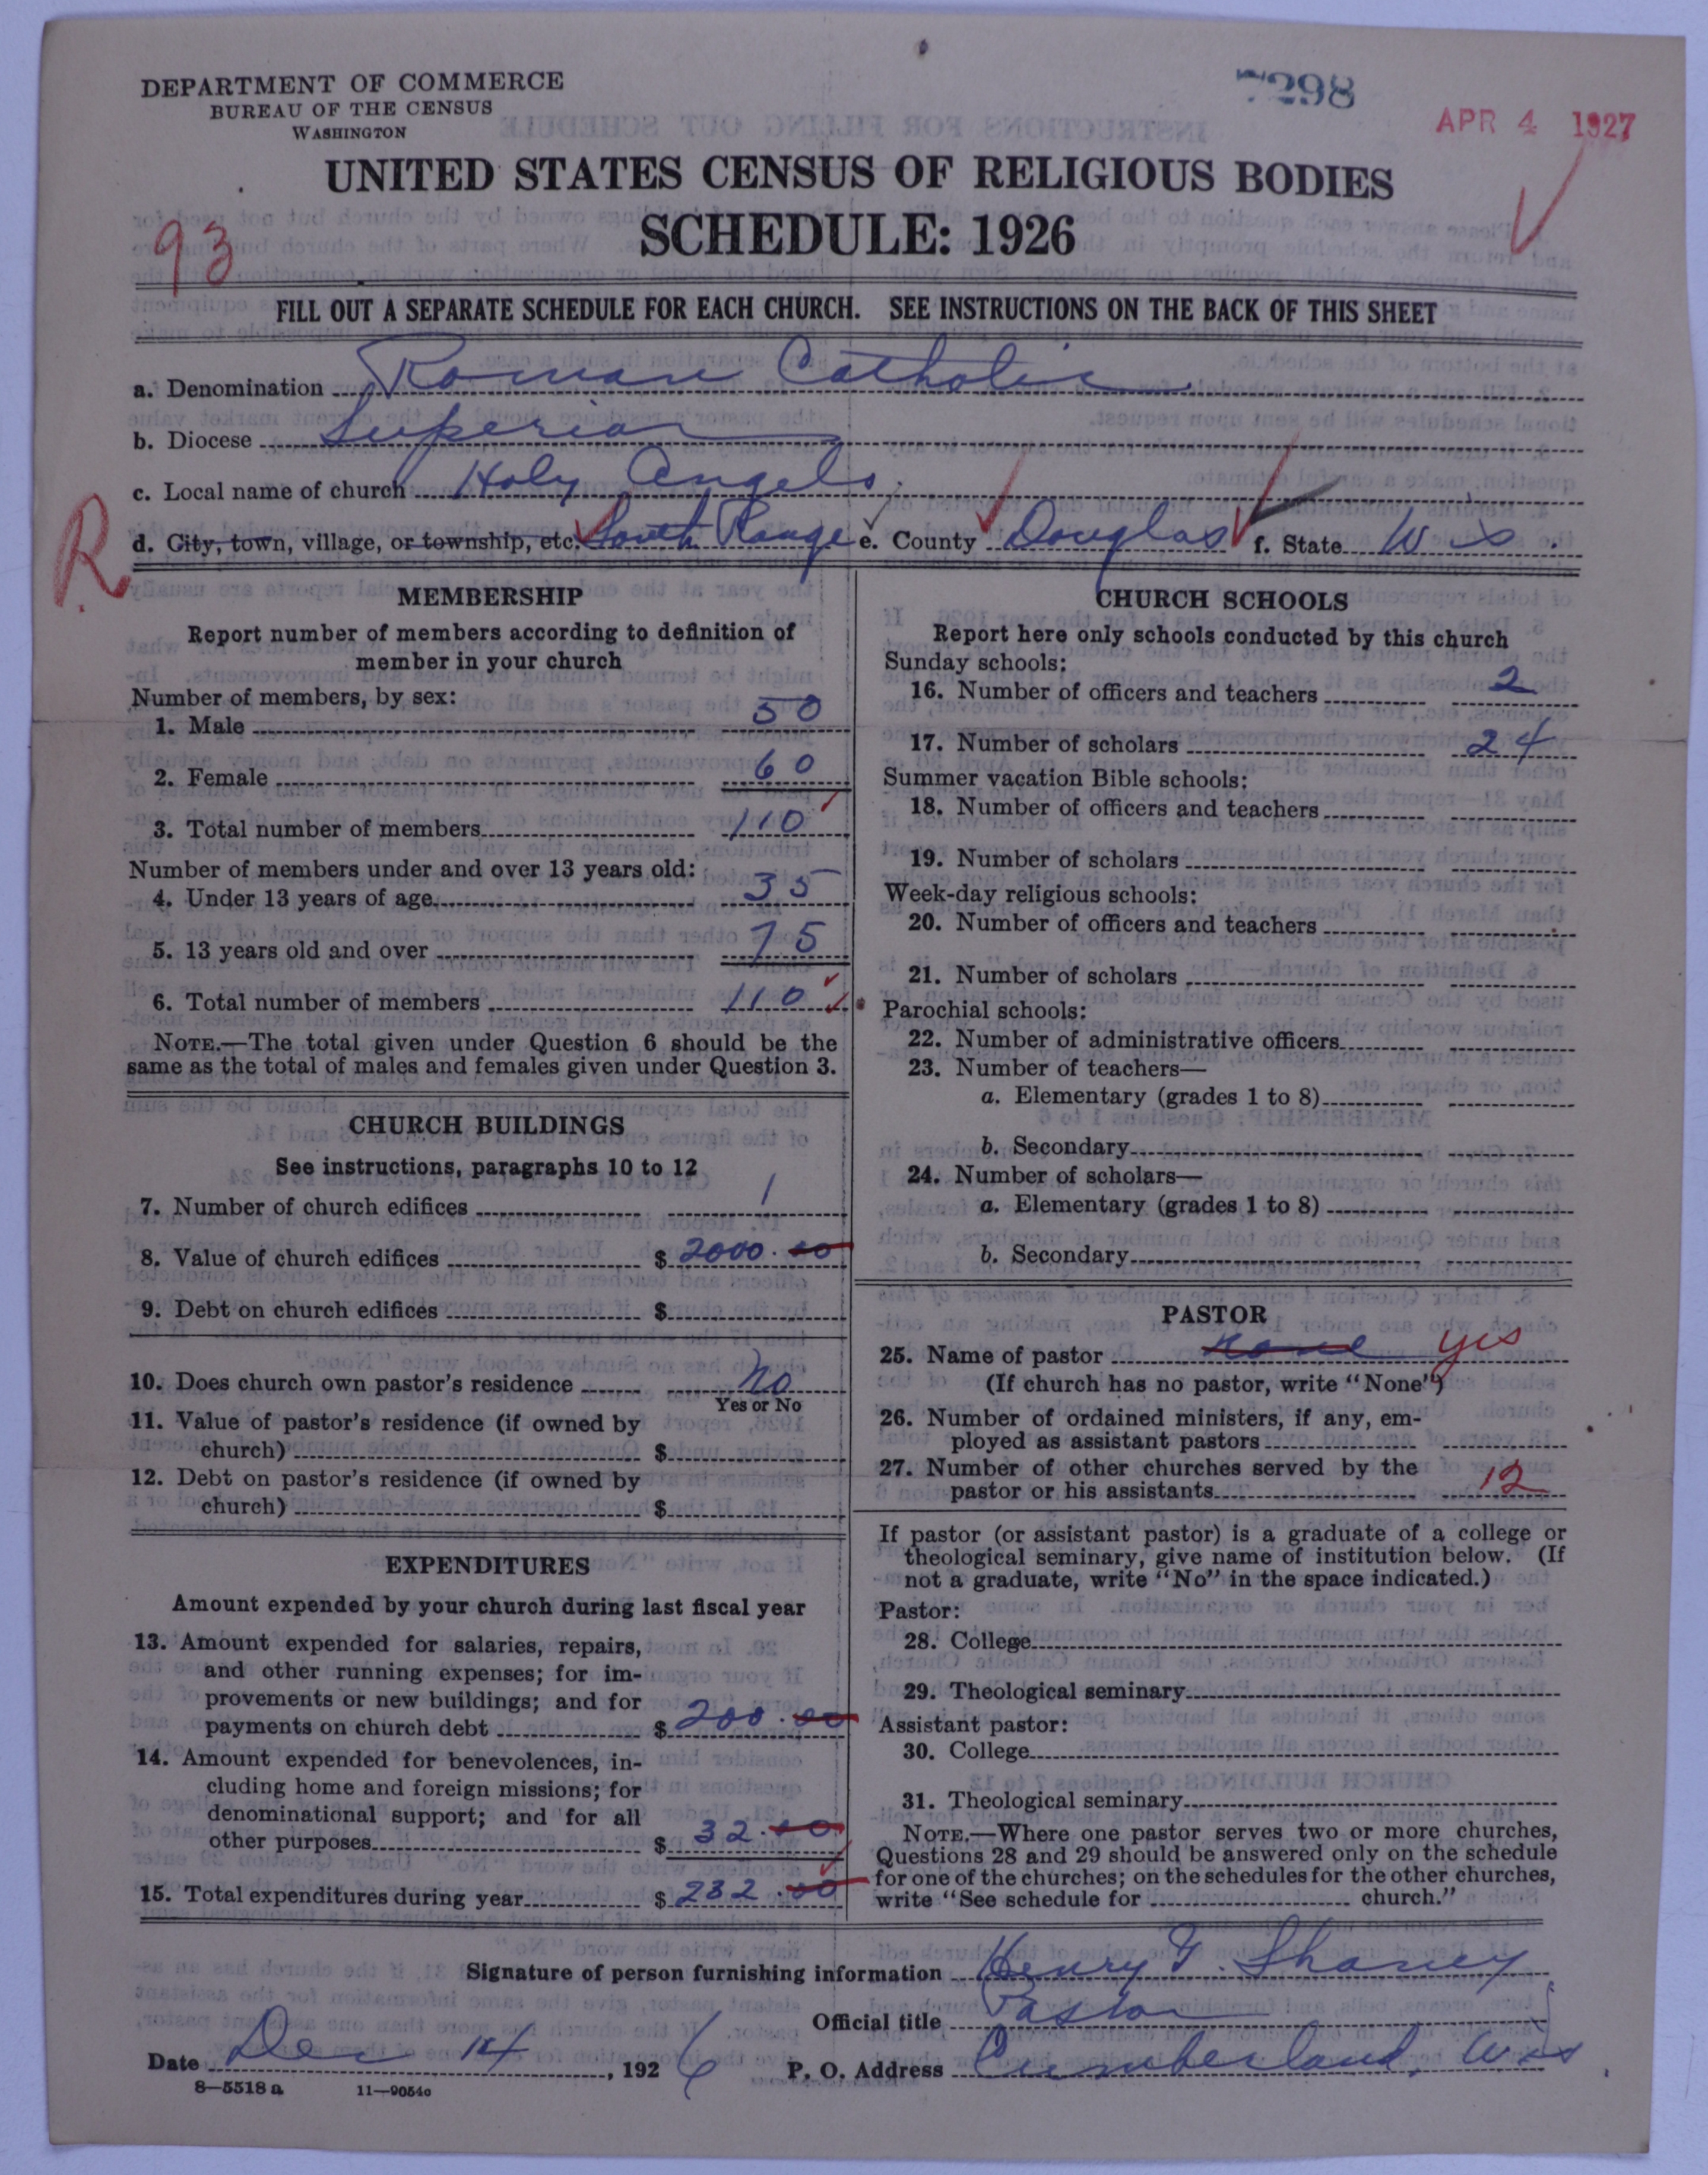 DEPARTMENT OF COMMERCE
BUREAU OF THE CENSUS
WASHINGTON
7298
APR 4 1927
UNITED STATES CENSUS OF RELIGIOUS BODIES
SCHEDULE: 1926
93
FILL OUT A SEPARATE SCHEDULE FOR EACH CHURCH. SEE INSTRUCTIONS ON THE BACK OF THIS SHEET
a. Denomination Roman Catholic
b. Diocese Superior
c. Local name of church Holy Angels
R
d. City, town, village, or township, etc. South Range e. County Douglas f. State Wis.
MEMBERSHIP
Report number of members according to definition of
member in your church
Number of members, by sex:
1. Male 50
2. Female 60
3. Total number of members 110
Number of members under and over 13 years old:
4. Under 13 years of age 35
5. 13 years old and over 75
6. Total number of members 110
NOTE.—The total given under Question 6 should be the
same as the total of males and females given under Question 3.
CHURCH BUILDINGS
See instructions, paragraphs 10 to 12
7. Number of church edifices 1
8. Value of church edifices $ 2000.00
9. Debt on church edifices $
10. Does church own pastor's residence No
Yes or No
11. Value of pastor's residence (if owned by
church) $
12. Debt on pastor's residence (if owned by
church) $
EXPENDITURES
Amount expended by your church during last fiscal year
13. Amount expended for salaries, repairs,
and other running expenses; for im-
provements or new buildings; and for
payments on church debt $ 200.00
14. Amount expended for benevolences, in-
cluding home and foreign missions; for
denominational support; and for all
other purposes $ 32.00
15. Total expenditures during year $ 232.00
CHURCH SCHOOLS
Report here only schools conducted by this church
Sunday schools:
16. Number of officers and teachers 2
17. Number of scholars 24
Summer vacation Bible schools:
18. Number of officers and teachers
19. Number of scholars
Week-day religious schools:
20. Number of officers and teachers
21. Number of scholars
Parochial schools:
22. Number of administrative officers
23. Number of teachers—
a. Elementary (grades 1 to 8)
b. Secondary
24. Number of scholars—
a. Elementary (grades 1 to 8)
b. Secondary
PASTOR
25. Name of pastor none yes
(If church has no pastor, write "None")
26. Number of ordained ministers, if any, em-
ployed as assistant pastors
27. Number of other churches served by the
pastor or his assistants 12
If pastor (or assistant pastor) is a graduate of a college or
theological seminary, give name of institution below. (If
not a graduate, write "No" in the space indicated.)
Pastor:
28. College
29. Theological seminary
Assistant pastor:
30. College
31. Theological seminary
NOTE.—Where one pastor serves two or more churches,
Questions 28 and 29 should be answered only on the schedule
for one of the churches; on the schedules for the other churches,
write "See schedule for church."
Signature of person furnishing information Henry F.
Official title Pastor
Date Dec 14, 1926 P. O. Address Cumberland, Wis
8—5518 a 11—9054c